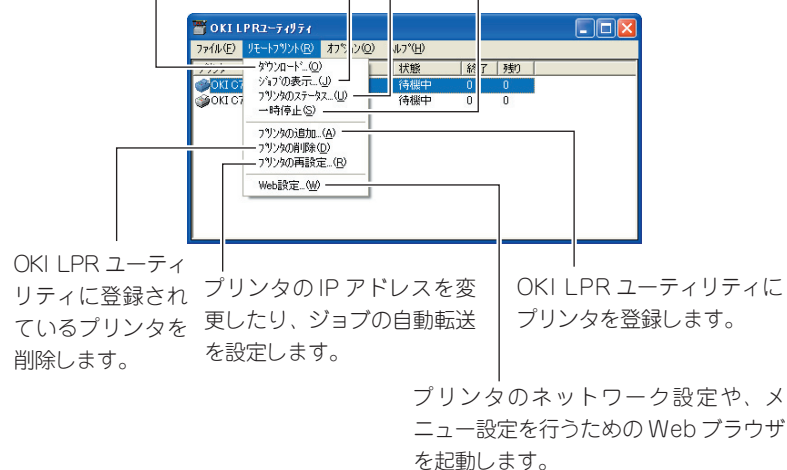 OKI LPRユーティリティ
ファイル(F) リモートプリント(R) オプション(O) ヘルプ(H)
プリンタ 状態 終了 残り
OKI C7 待機中 0 0
OKI C7 待機中 0 0
ダウンロード...(O)
ジョブの表示...(J)
プリンタのステータス...(U)
一時停止(S)
プリンタの追加...(A)
プリンタの削除(D)
プリンタの再設定...(R)
Web設定...(W)
OKI LPR ユーティ
リティに登録され
ているプリンタを
削除します。
プリンタの IP アドレスを変
更したり、ジョブの自動転送
を設定します。
OKI LPR ユーティリティに
プリンタを登録します。
プリンタのネットワーク設定や、メ
ニュー設定を行うための Web ブラウザ
を起動します。